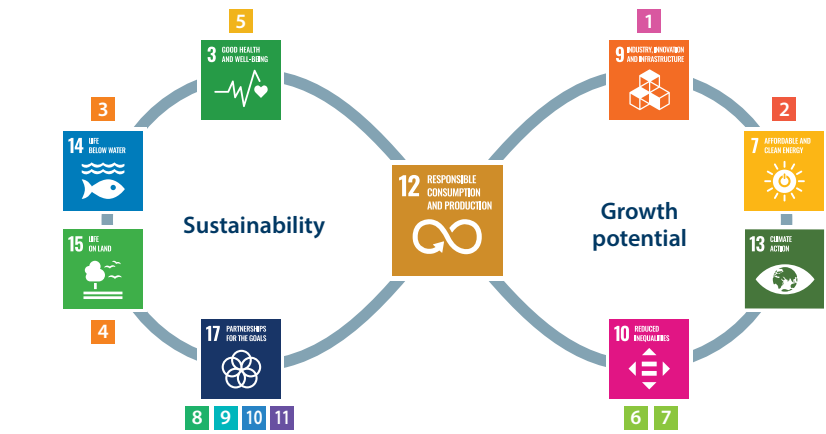 5
3 GOOD HEALTH
AND WELL-BEING
3
14 LIFE
BELOW WATER
15 LIFE
ON LAND
4
17 PARTNERSHIPS
FOR THE GOALS
8 9 10 11
Sustainability
12 RESPONSIBLE
CONSUMPTION
AND PRODUCTION
1
9 INDUSTRY, INNOVATION
AND INFRASTRUCTURE
2
7 AFFORDABLE AND
CLEAN ENERGY
Growth
potential
13 CLIMATE
ACTION
10 REDUCED
INEQUALITIES
6 7